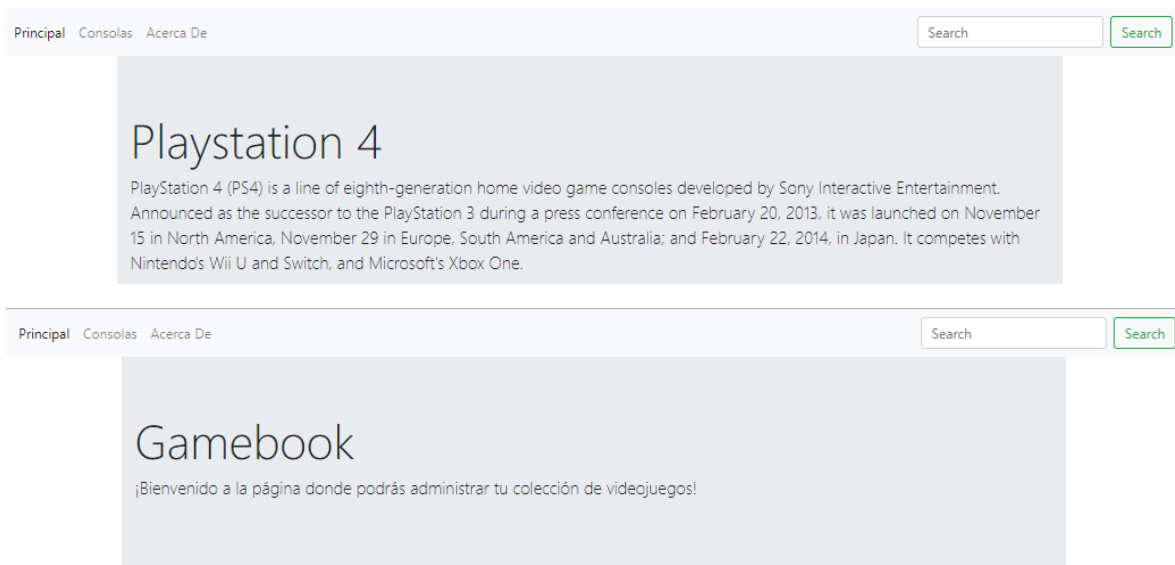 Principal Consolas Acerca De Search Search
Playstation 4
PlayStation 4 (PS4) is a line of eighth-generation home video game consoles developed by Sony Interactive Entertainment.
Announced as the successor to the PlayStation 3 during a press conference on February 20, 2013, it was launched on November
15 in North America, November 29 in Europe, South America and Australia; and February 22, 2014, in Japan. It competes with
Nintendo's Wii U and Switch, and Microsoft's Xbox One.
Principal Consolas Acerca De Search Search
Gamebook
¡Bienvenido a la página donde podrás administrar tu colección de videojuegos!